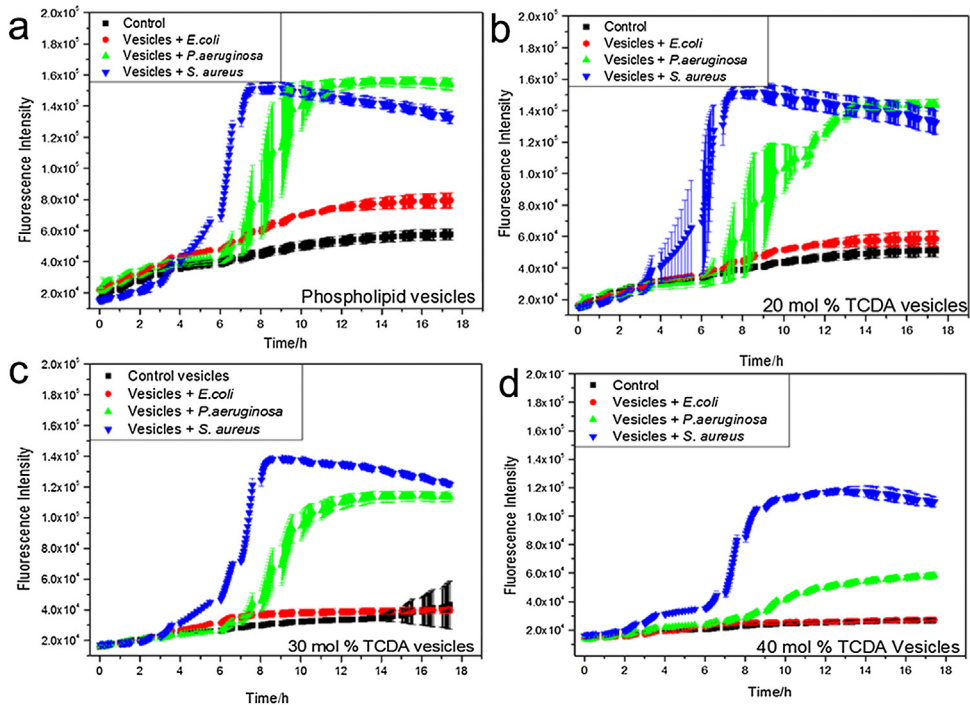 a
2.0x10⁵
1.8x10⁵
1.6x10⁵
1.4x10⁵
1.2x10⁵
1.0x10⁵
8.0x10⁴
6.0x10⁴
4.0x10⁴
2.0x10⁴
Fluorescence Intensity
Control
Vesicles + E.coli
Vesicles + P.aeruginosa
Vesicles + S. aureus
Phospholipid vesicles
0 2 4 6 8 10 12 14 16 18
Time/h
b
2.0x10⁵
1.8x10⁵
1.6x10⁵
1.4x10⁵
1.2x10⁵
1.0x10⁵
8.0x10⁴
6.0x10⁴
4.0x10⁴
2.0x10⁴
Fluorescence Intensity
Control
Vesicles + E.coli
Vesicles + P.aeruginosa
Vesicles + S. aureus
20 mol % TCDA vesicles
0 2 4 6 8 10 12 14 16 18
Time/h
c
2.0x10⁵
1.8x10⁵
1.6x10⁵
1.4x10⁵
1.2x10⁵
1.0x10⁵
8.0x10⁴
6.0x10⁴
4.0x10⁴
2.0x10⁴
Fluorescence Intensity
Control vesicles
Vesicles + E.coli
Vesicles + P.aeruginosa
Vesicles + S. aureus
30 mol % TCDA vesicles
0 2 4 6 8 10 12 14 16 18
Time/h
d
2.0x10
1.8x10⁵
1.6x10⁵
1.4x10⁵
1.2x10⁵
1.0x10⁵
8.0x10⁴
6.0x10⁴
4.0x10⁴
2.0x10⁴
Fluorescence Intensity
Control
Vesicles + E.coli
Vesicles + P.aeruginosa
Vesicles + S. aureus
40 mol % TCDA Vesicles
0 2 4 6 8 10 12 14 16 18
Time/h